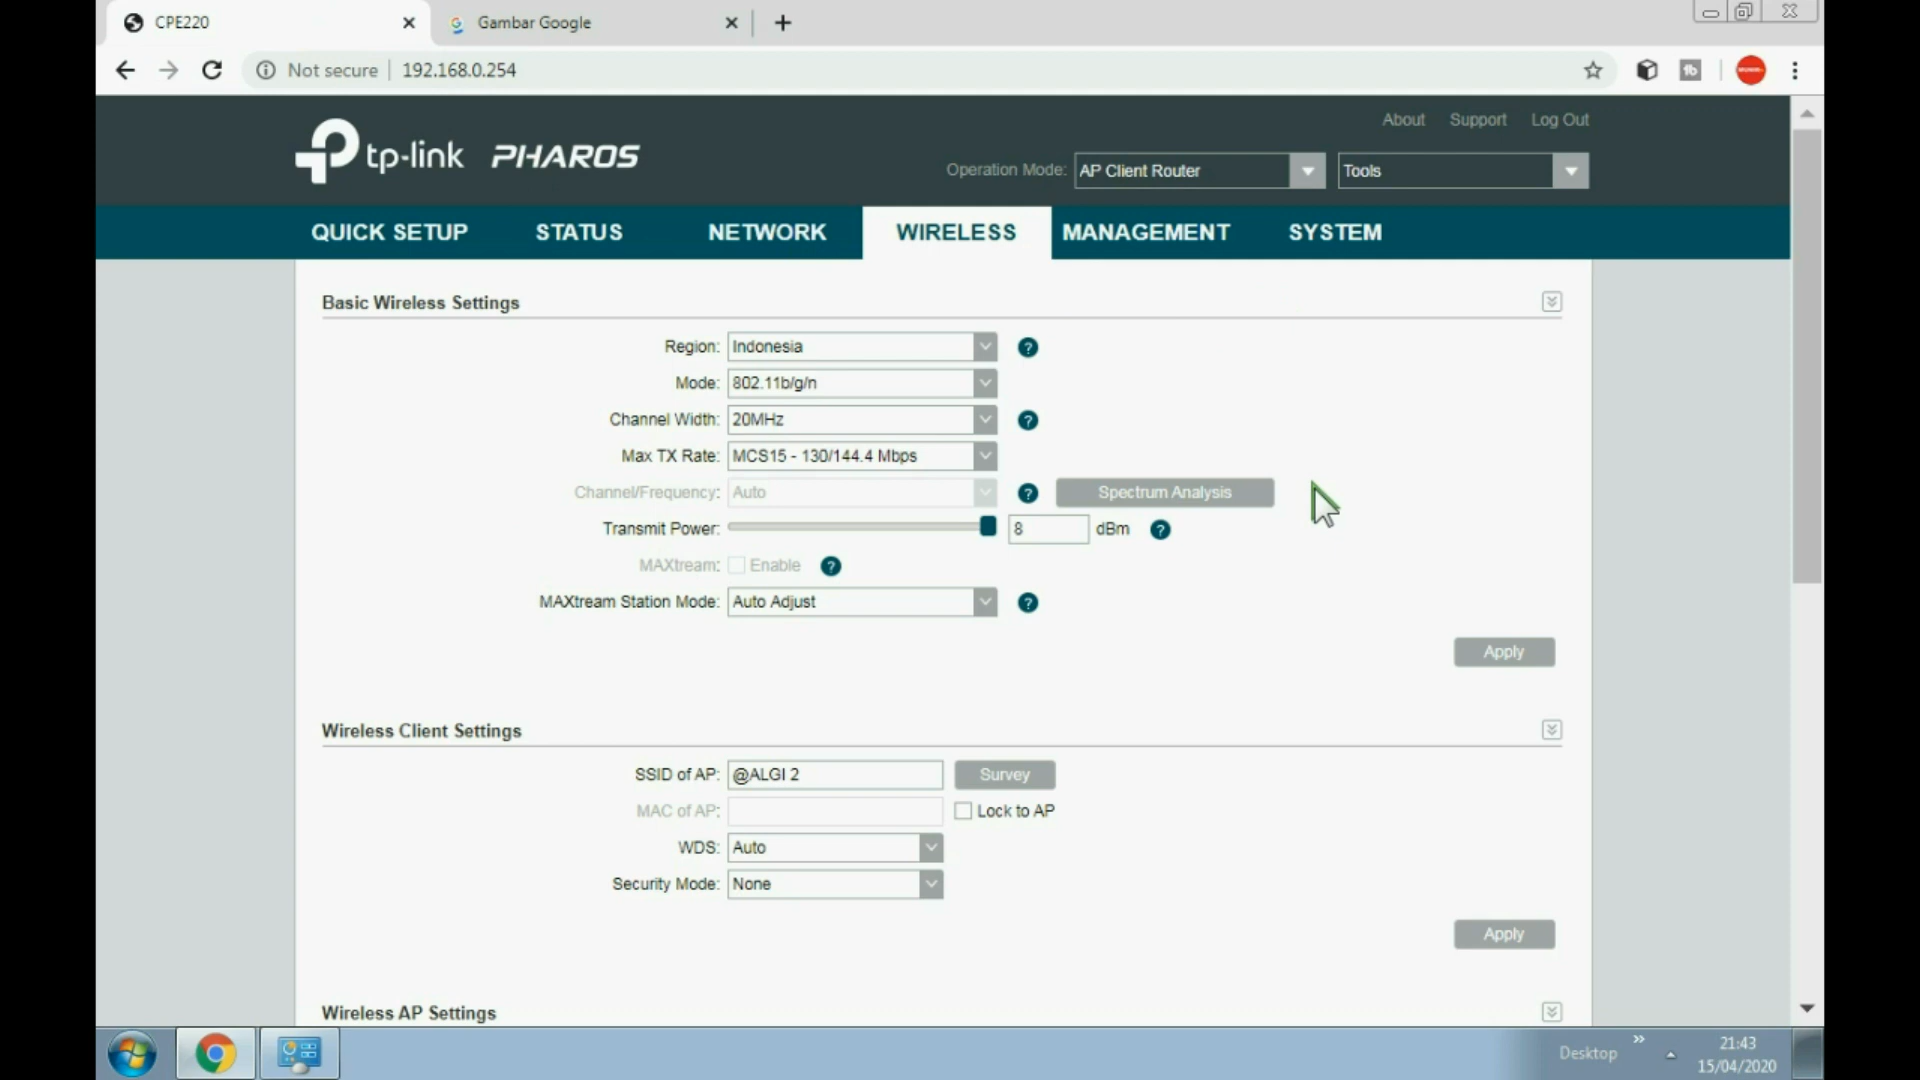 CPE220
Gambar Google
Not secure
192.168.0.254
About Support Log Out
tp-link PHAROS
Operation Mode: AP Client Router Tools
QUICK SETUP STATUS NETWORK WIRELESS MANAGEMENT SYSTEM
Basic Wireless Settings
Region: Indonesia
Mode: 802.11b/g/n
Channel Width: 20MHz
Max TX Rate: MCS15 - 130/144.4 Mbps
Channel/Frequency: Auto Spectrum Analysis
Transmit Power: 8 dBm
MAXtream: Enable
MAXtream Station Mode: Auto Adjust
Apply
Wireless Client Settings
SSID of AP: @ALGI 2 Survey
MAC of AP: Lock to AP
WDS: Auto
Security Mode: None
Apply
Wireless AP Settings
Desktop
21:43
15/04/2020